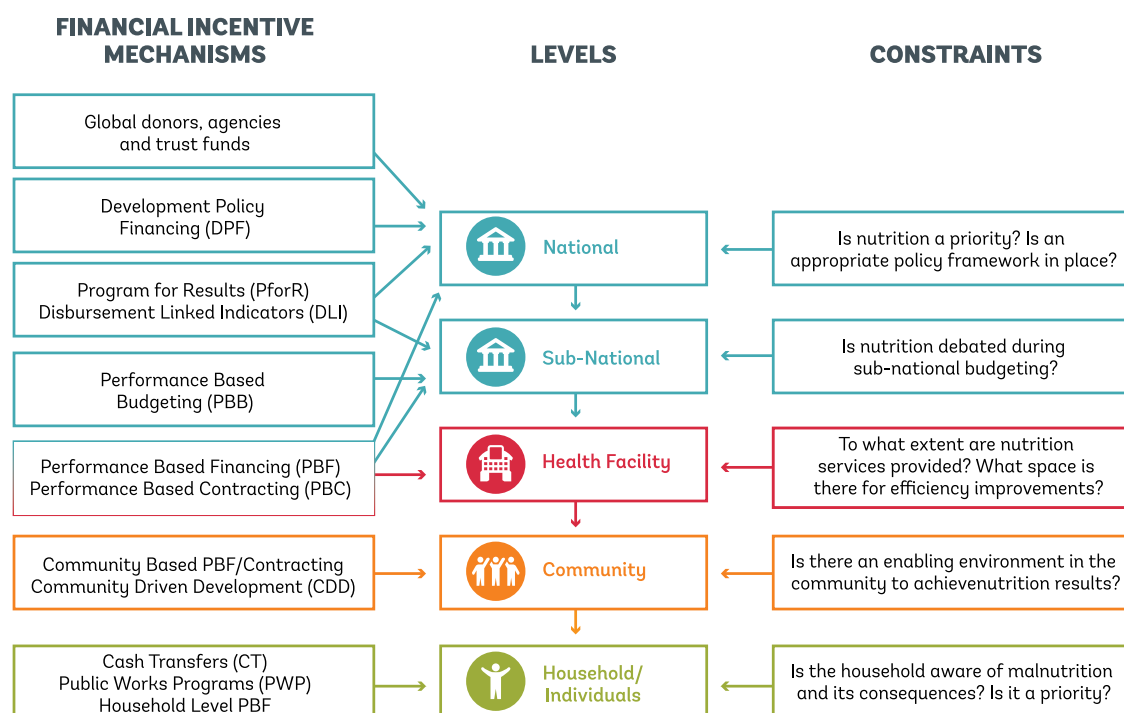 FINANCIAL INCENTIVE
MECHANISMS
LEVELS
CONSTRAINTS
Global donors, agencies
and trust funds
Development Policy
Financing (DPF)
Program for Results (PforR)
Disbursement Linked Indicators (DLI)
Performance Based
Budgeting (PBB)
Performance Based Financing (PBF)
Performance Based Contracting (PBC)
Community Based PBF/Contracting
Community Driven Development (CDD)
Cash Transfers (CT)
Public Works Programs (PWP)
Household Level PBF
National
Sub-National
Health Facility
Community
Household/
Individuals
Is nutrition a priority? Is an
appropriate policy framework in place?
Is nutrition debated during
sub-national budgeting?
To what extent are nutrition
services provided? What space is
there for efficiency improvements?
Is there an enabling environment in the
community to achievenutrition results?
Is the household aware of malnutrition
and its consequences? Is it a priority?